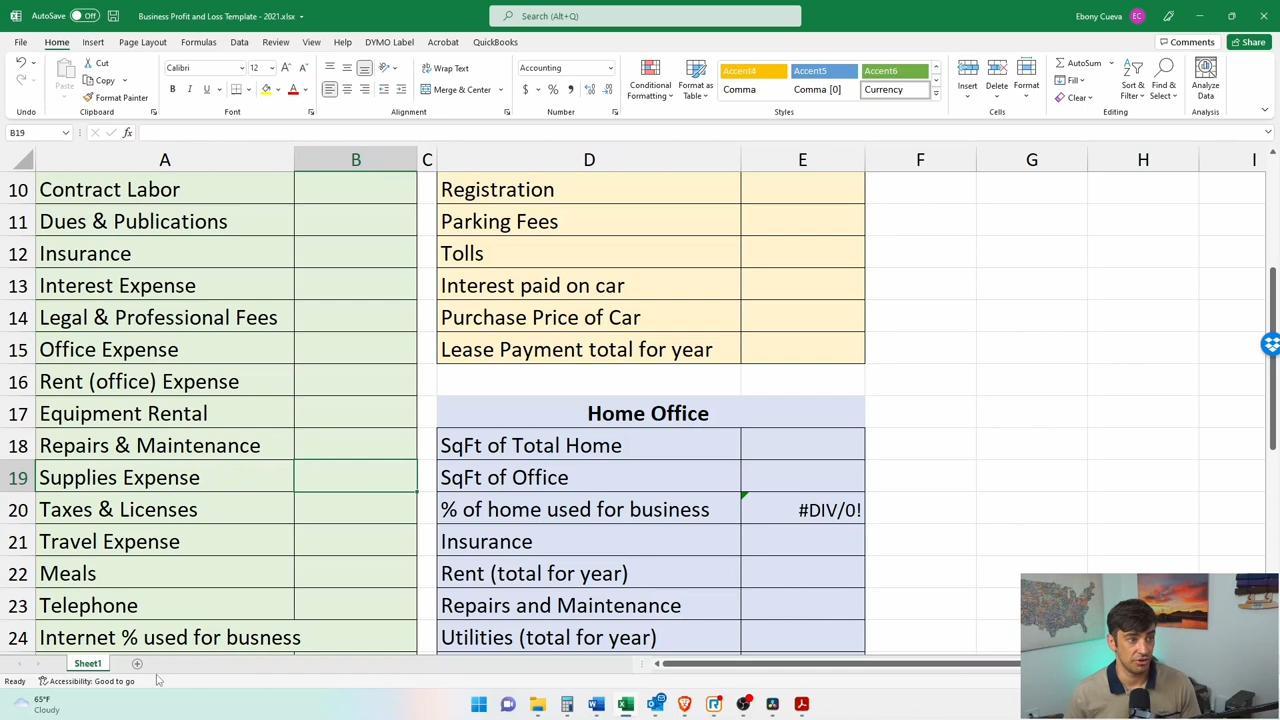 AutoSave Off Business Profit and Loss Template - 2021.xlsx Search (Alt+Q) Ebony Cueva EC
File Home Insert Page Layout Formulas Data Review View Help DYMO Label Acrobat QuickBooks Comments Share
Undo
Paste Cut Copy Format Painter
Clipboard
Calibri 12
B I U
Font
Wrap Text
Merge & Center
Alignment
Accounting
$ % 9
Number
Conditional Formatting
Format as Table
Accent4 Accent5 Accent6
Comma Comma [0] Currency
Styles
Insert Delete Format
Cells
AutoSum
Fill
Clear
Sort & Filter
Find & Select
Editing
Analyze Data
Analysis
B19 fx
A B C D E F G H I
10 Contract Labor Registration
11 Dues & Publications Parking Fees
12 Insurance Tolls
13 Interest Expense Interest paid on car
14 Legal & Professional Fees Purchase Price of Car
15 Office Expense Lease Payment total for year
16 Rent (office) Expense
17 Equipment Rental Home Office
18 Repairs & Maintenance SqFt of Total Home
19 Supplies Expense SqFt of Office
20 Taxes & Licenses % of home used for business #DIV/0!
21 Travel Expense Insurance
22 Meals Rent (total for year)
23 Telephone Repairs and Maintenance
24 Internet % used for busness Utilities (total for year)
Sheet1
Ready Accessibility: Good to go
65°F
Cloudy